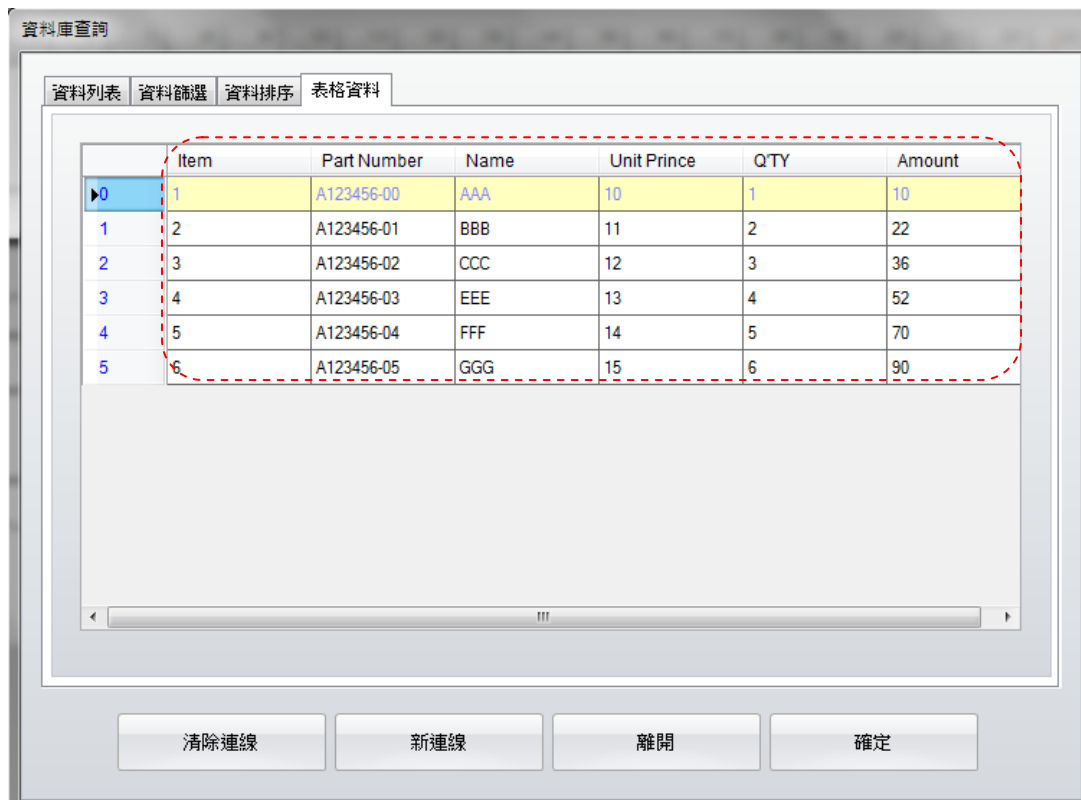 資料庫查詢
資料列表 資料篩選 資料排序 表格資料
Item Part Number Name Unit Prince Q'TY Amount
0 1 A123456-00 AAA 10 1 10
1 2 A123456-01 BBB 11 2 22
2 3 A123456-02 CCC 12 3 36
3 4 A123456-03 EEE 13 4 52
4 5 A123456-04 FFF 14 5 70
5 6 A123456-05 GGG 15 6 90
清除連線 新連線 離開 確定